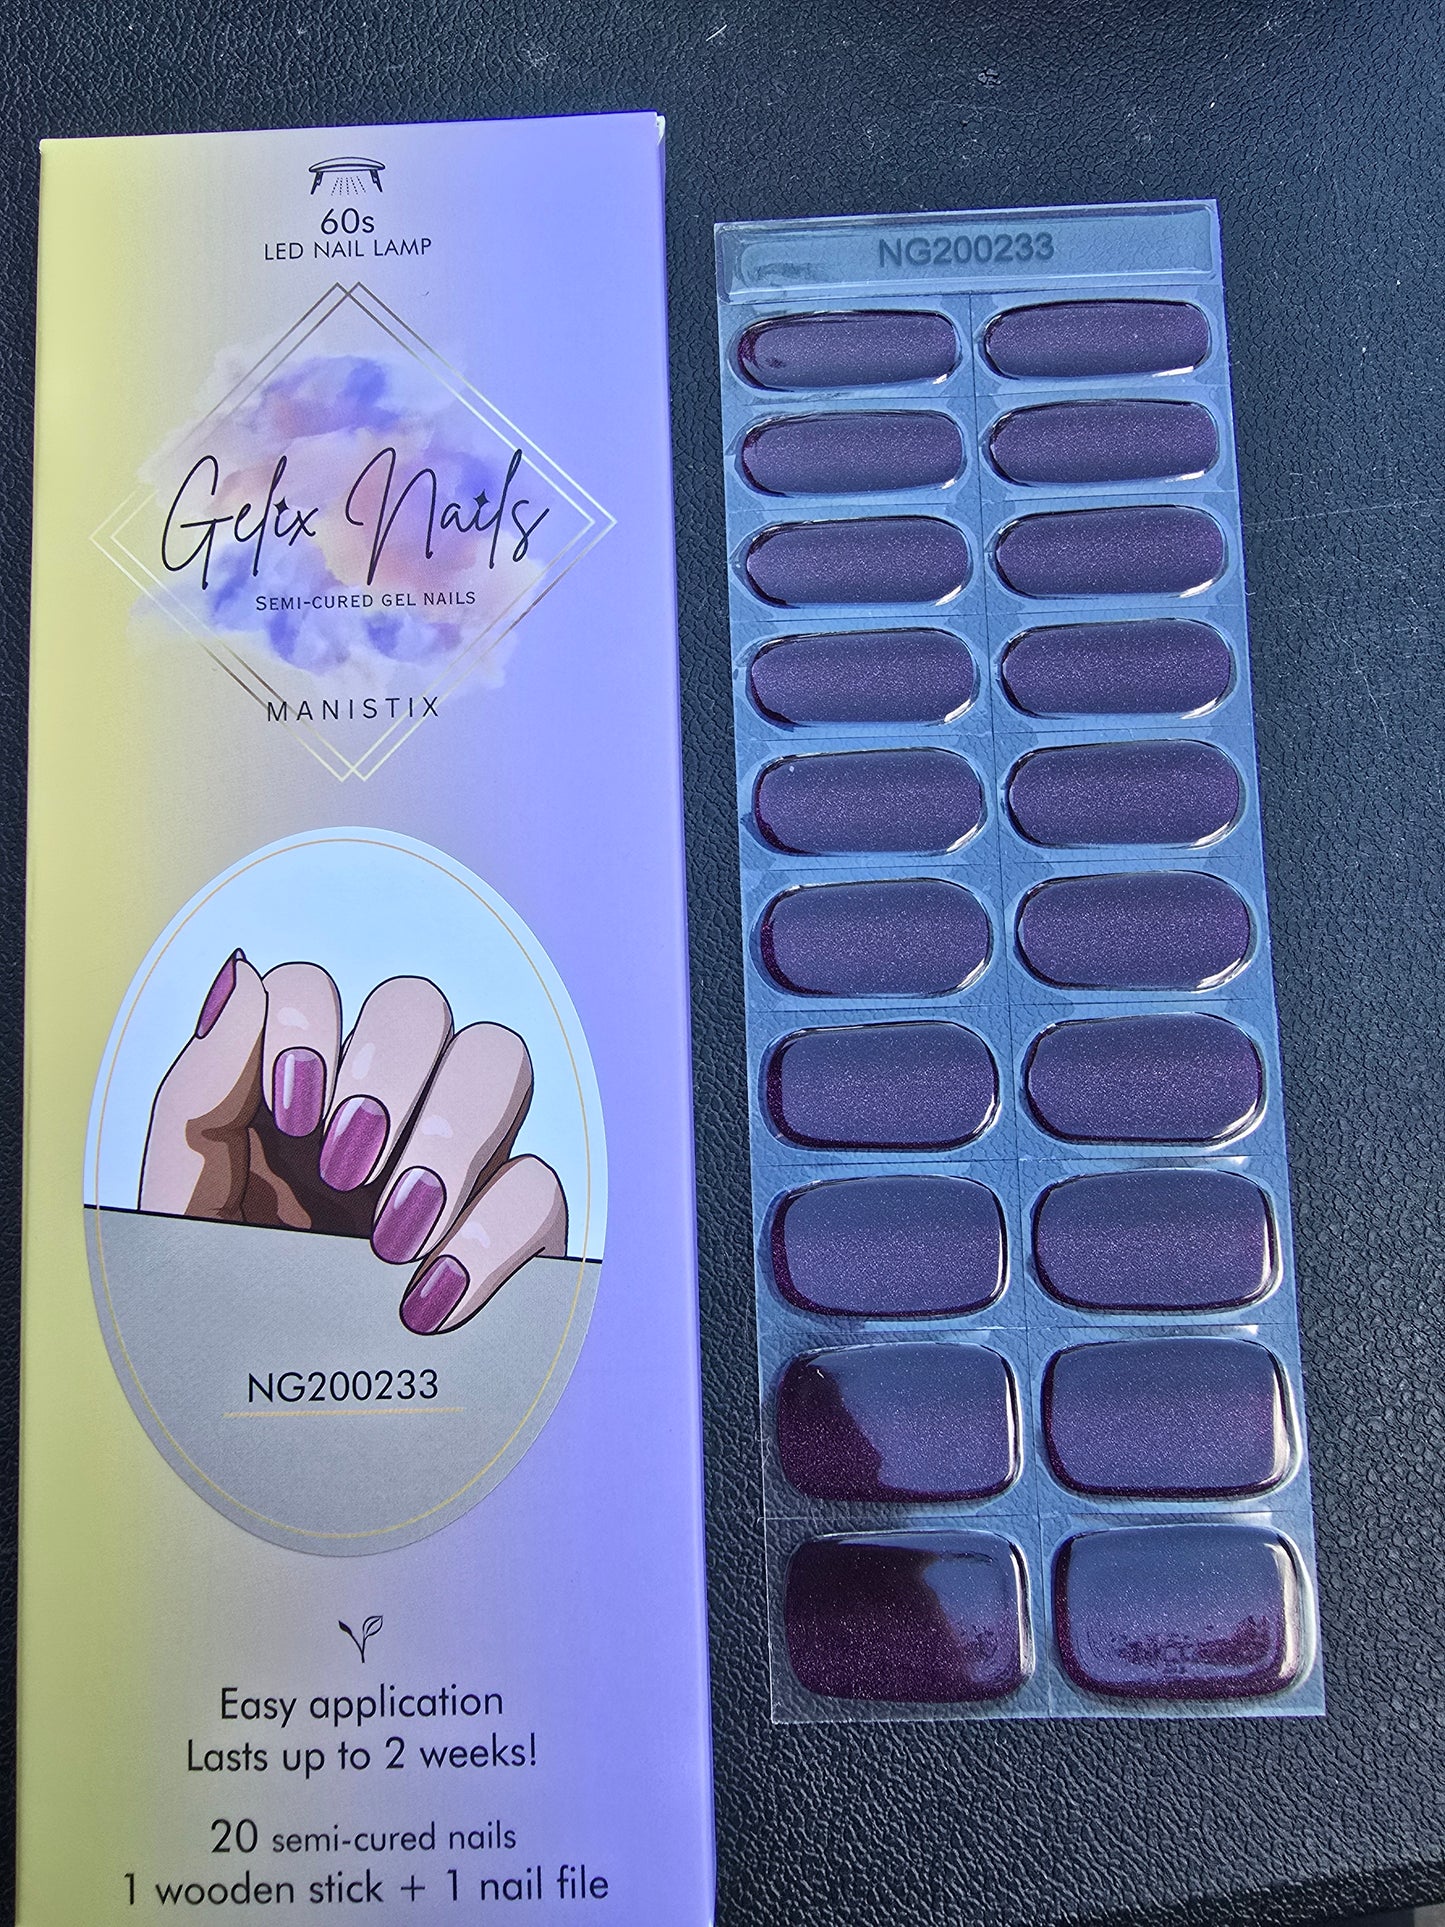 60s
LED NAIL LAMP
Gelix Nails
SEMI-CURED GEL NAILS
MANISTIX
NG200233
Easy application
Lasts up to 2 weeks!
20 semi-cured nails
1 wooden stick + 1 nail file
NG200233